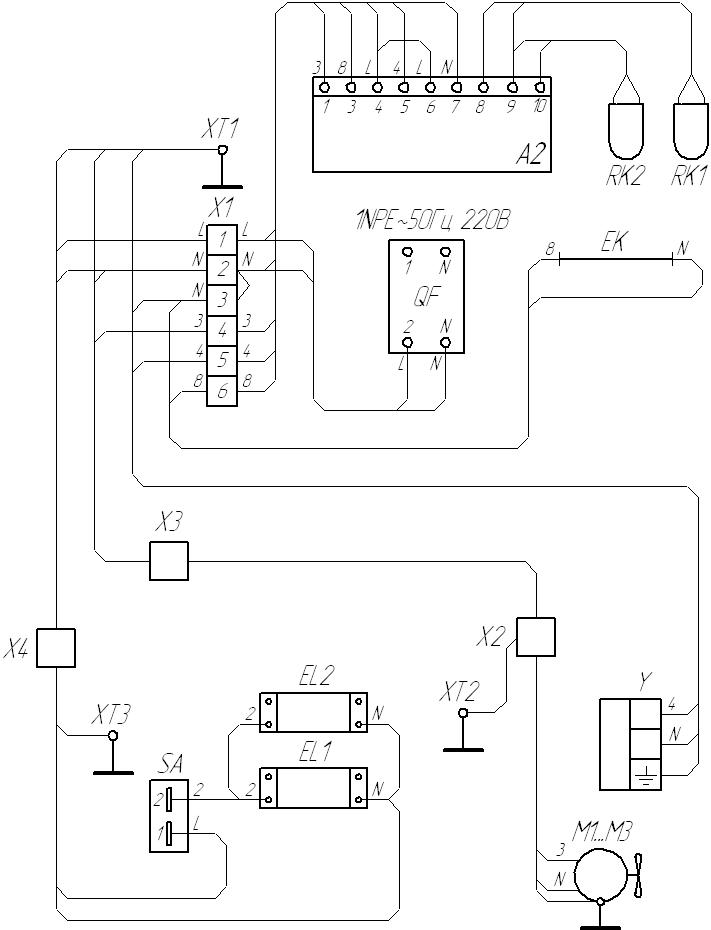 3 8 L 4 L N
1 3 4 5 6 7 8 9 10
A2
RK2 RK1
XT1
X1
L 1 L
N 2 N
N 3
3 4 3
4 5 4
8 6 8
1NPE~50Гц 220В
1 N
QF
2 N
L N
8 EK N
X3
X4
X2
XT2
XT3
EL2
2 N
EL1
2 N
SA
2 2
1 L
Y
4
N
M1...M3
3
N